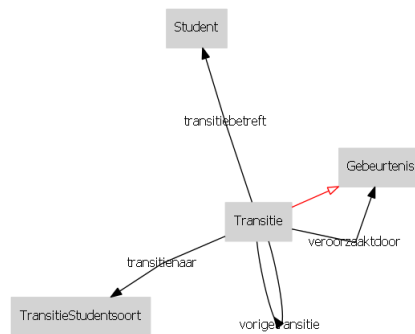 Student
transitiebetreft
Gebeurtenis
Transitie
veroorzaaktdoor
transitienaar
TransitieStudentsoort
vorigetransitie